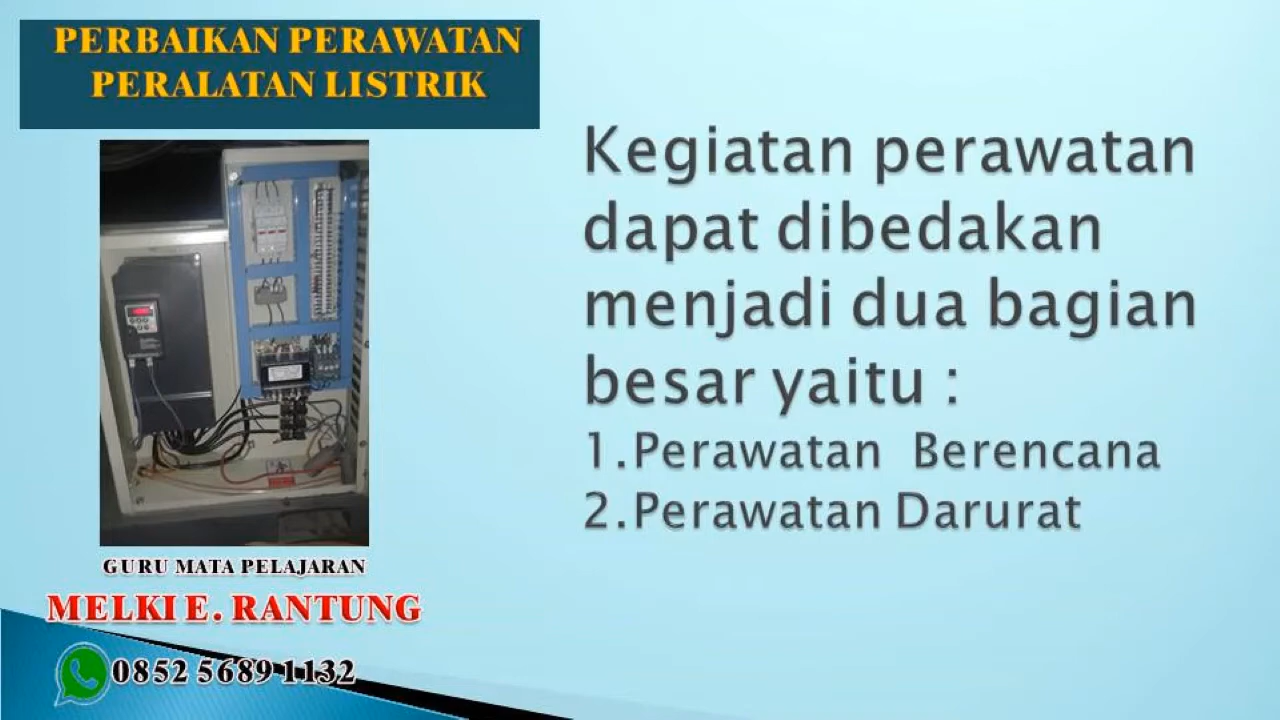 PERBAIKAN PERAWATAN
PERALATAN LISTRIK
Kegiatan perawatan
dapat dibedakan
menjadi dua bagian
besar yaitu :
1.Perawatan Berencana
2.Perawatan Darurat
GURU MATA PELAJARAN
MELKI E. RANTUNG
0852 5689 1132